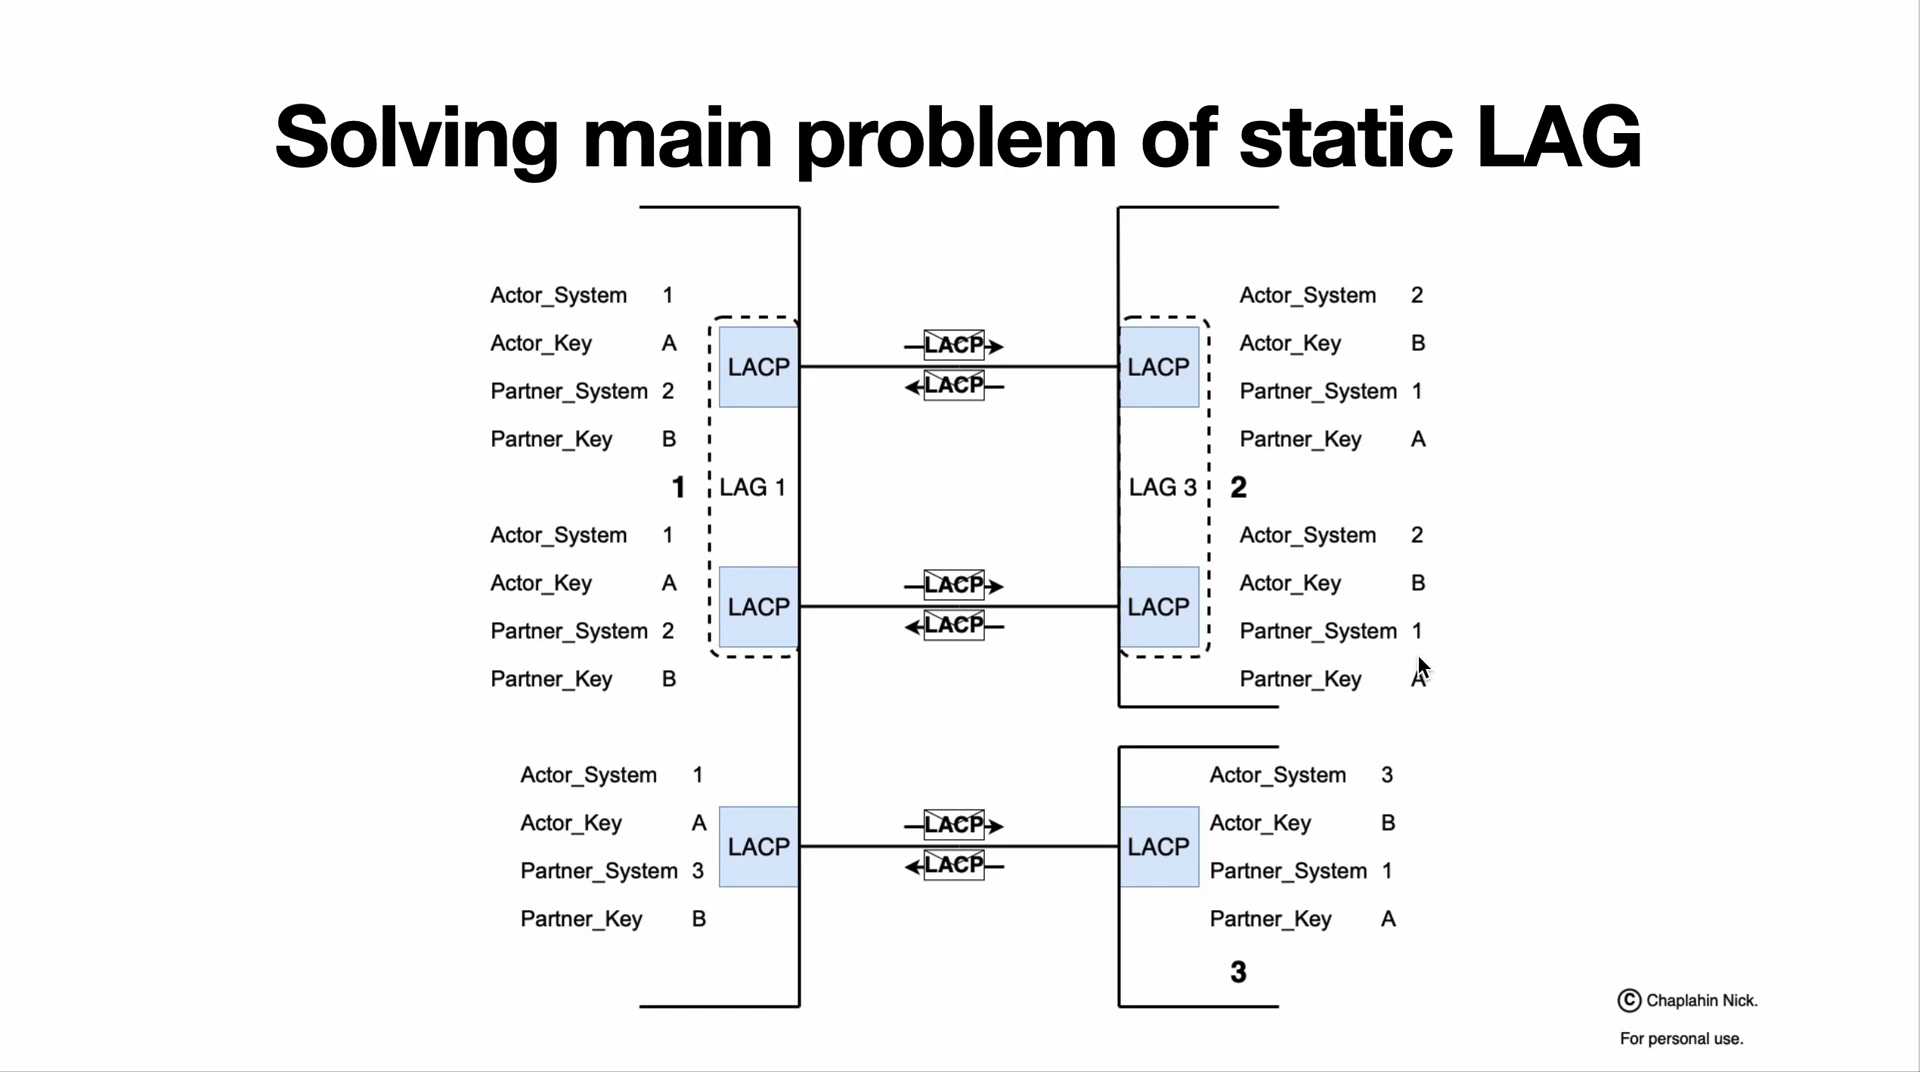 Solving main problem of static LAG
Actor_System 1
Actor_Key A
Partner_System 2
Partner_Key B
1
LACP
LAG 1
Actor_System 1
Actor_Key A
Partner_System 2
Partner_Key B
LACP
Actor_System 1
Actor_Key A
Partner_System 3
Partner_Key B
LACP
LACP
LACP
LACP
LACP
LACP
LACP
LACP
LAG 3
2
Actor_System 2
Actor_Key B
Partner_System 1
Partner_Key A
LACP
Actor_System 2
Actor_Key B
Partner_System 1
Partner_Key A
LACP
Actor_System 3
Actor_Key B
Partner_System 1
Partner_Key A
3
© Chaplahin Nick.
For personal use.